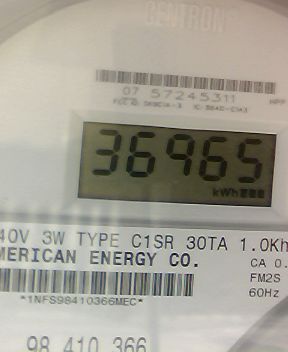 CENTRON
07 57245311
36965
kWh
40V 3W TYPE C1SR 30TA 1.0Kh
MERICAN ENERGY CO.
CA 0.
FM2S
60Hz
*1NFS98410366MEC*
98 410 366